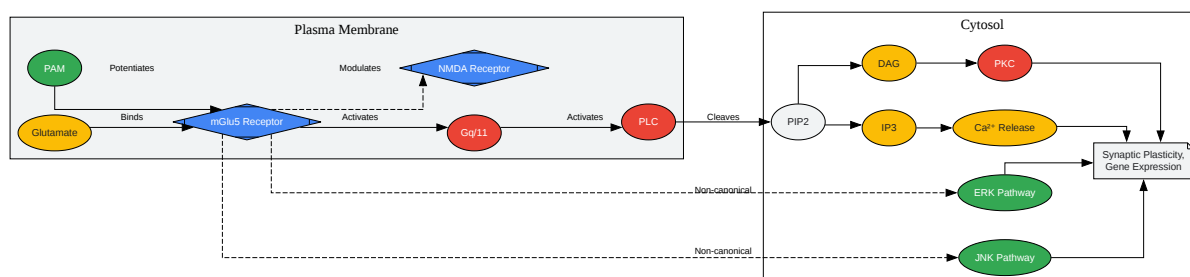 Plasma Membrane
Cytosol
PAM
Potentiates
Modulates
NMDA Receptor
DAG
PKC
Glutamate
Binds
mGlu5 Receptor
Activates
Gq/11
Activates
PLC
Cleaves
PIP2
IP3
Ca²⁺ Release
Synaptic Plasticity,
Gene Expression
Non-canonical
ERK Pathway
Non-canonical
JNK Pathway